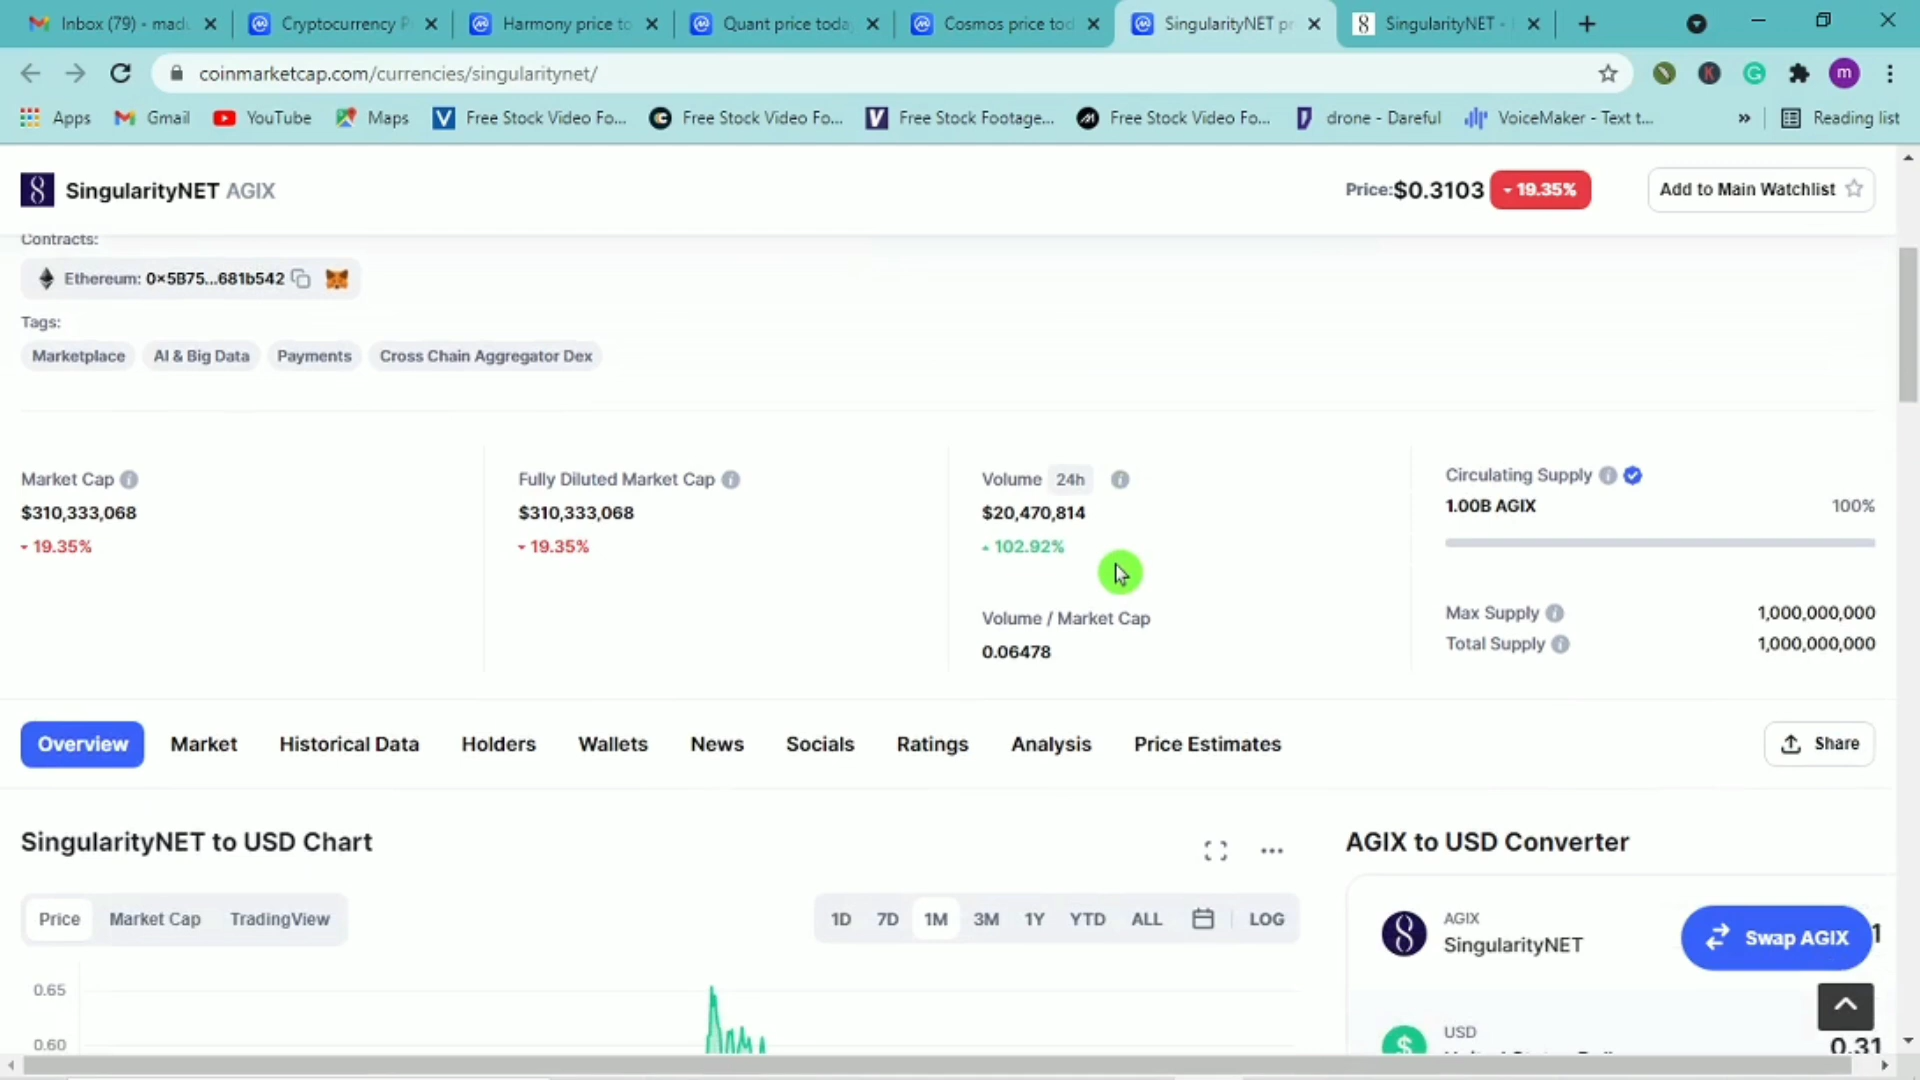 Inbox (79) - madu
Cryptocurrency P
Harmony price to
Quant price today
Cosmos price tod
SingularityNET pr
SingularityNET -
coinmarketcap.com/currencies/singularitynet/
m
Apps
Gmail
YouTube
Maps
Free Stock Video Fo...
Free Stock Video Fo...
Free Stock Footage...
Free Stock Video Fo...
drone - Dareful
VoiceMaker - Text t...
»
Reading list
SingularityNET AGIX
Price:$0.3103
19.35%
Add to Main Watchlist
Contracts:
Ethereum: 0x5B75...681b542
Tags:
Marketplace
AI & Big Data
Payments
Cross Chain Aggregator Dex
Market Cap
$310,333,068
19.35%
Fully Diluted Market Cap
$310,333,068
19.35%
Volume 24h
$20,470,814
102.92%
Volume / Market Cap
0.06478
Circulating Supply
1.00B AGIX
100%
Max Supply
1,000,000,000
Total Supply
1,000,000,000
Overview
Market
Historical Data
Holders
Wallets
News
Socials
Ratings
Analysis
Price Estimates
Share
SingularityNET to USD Chart
Price
Market Cap
TradingView
1D
7D
1M
3M
1Y
YTD
ALL
LOG
0.65
0.60
AGIX to USD Converter
AGIX
SingularityNET
Swap AGIX
1
USD
0.31